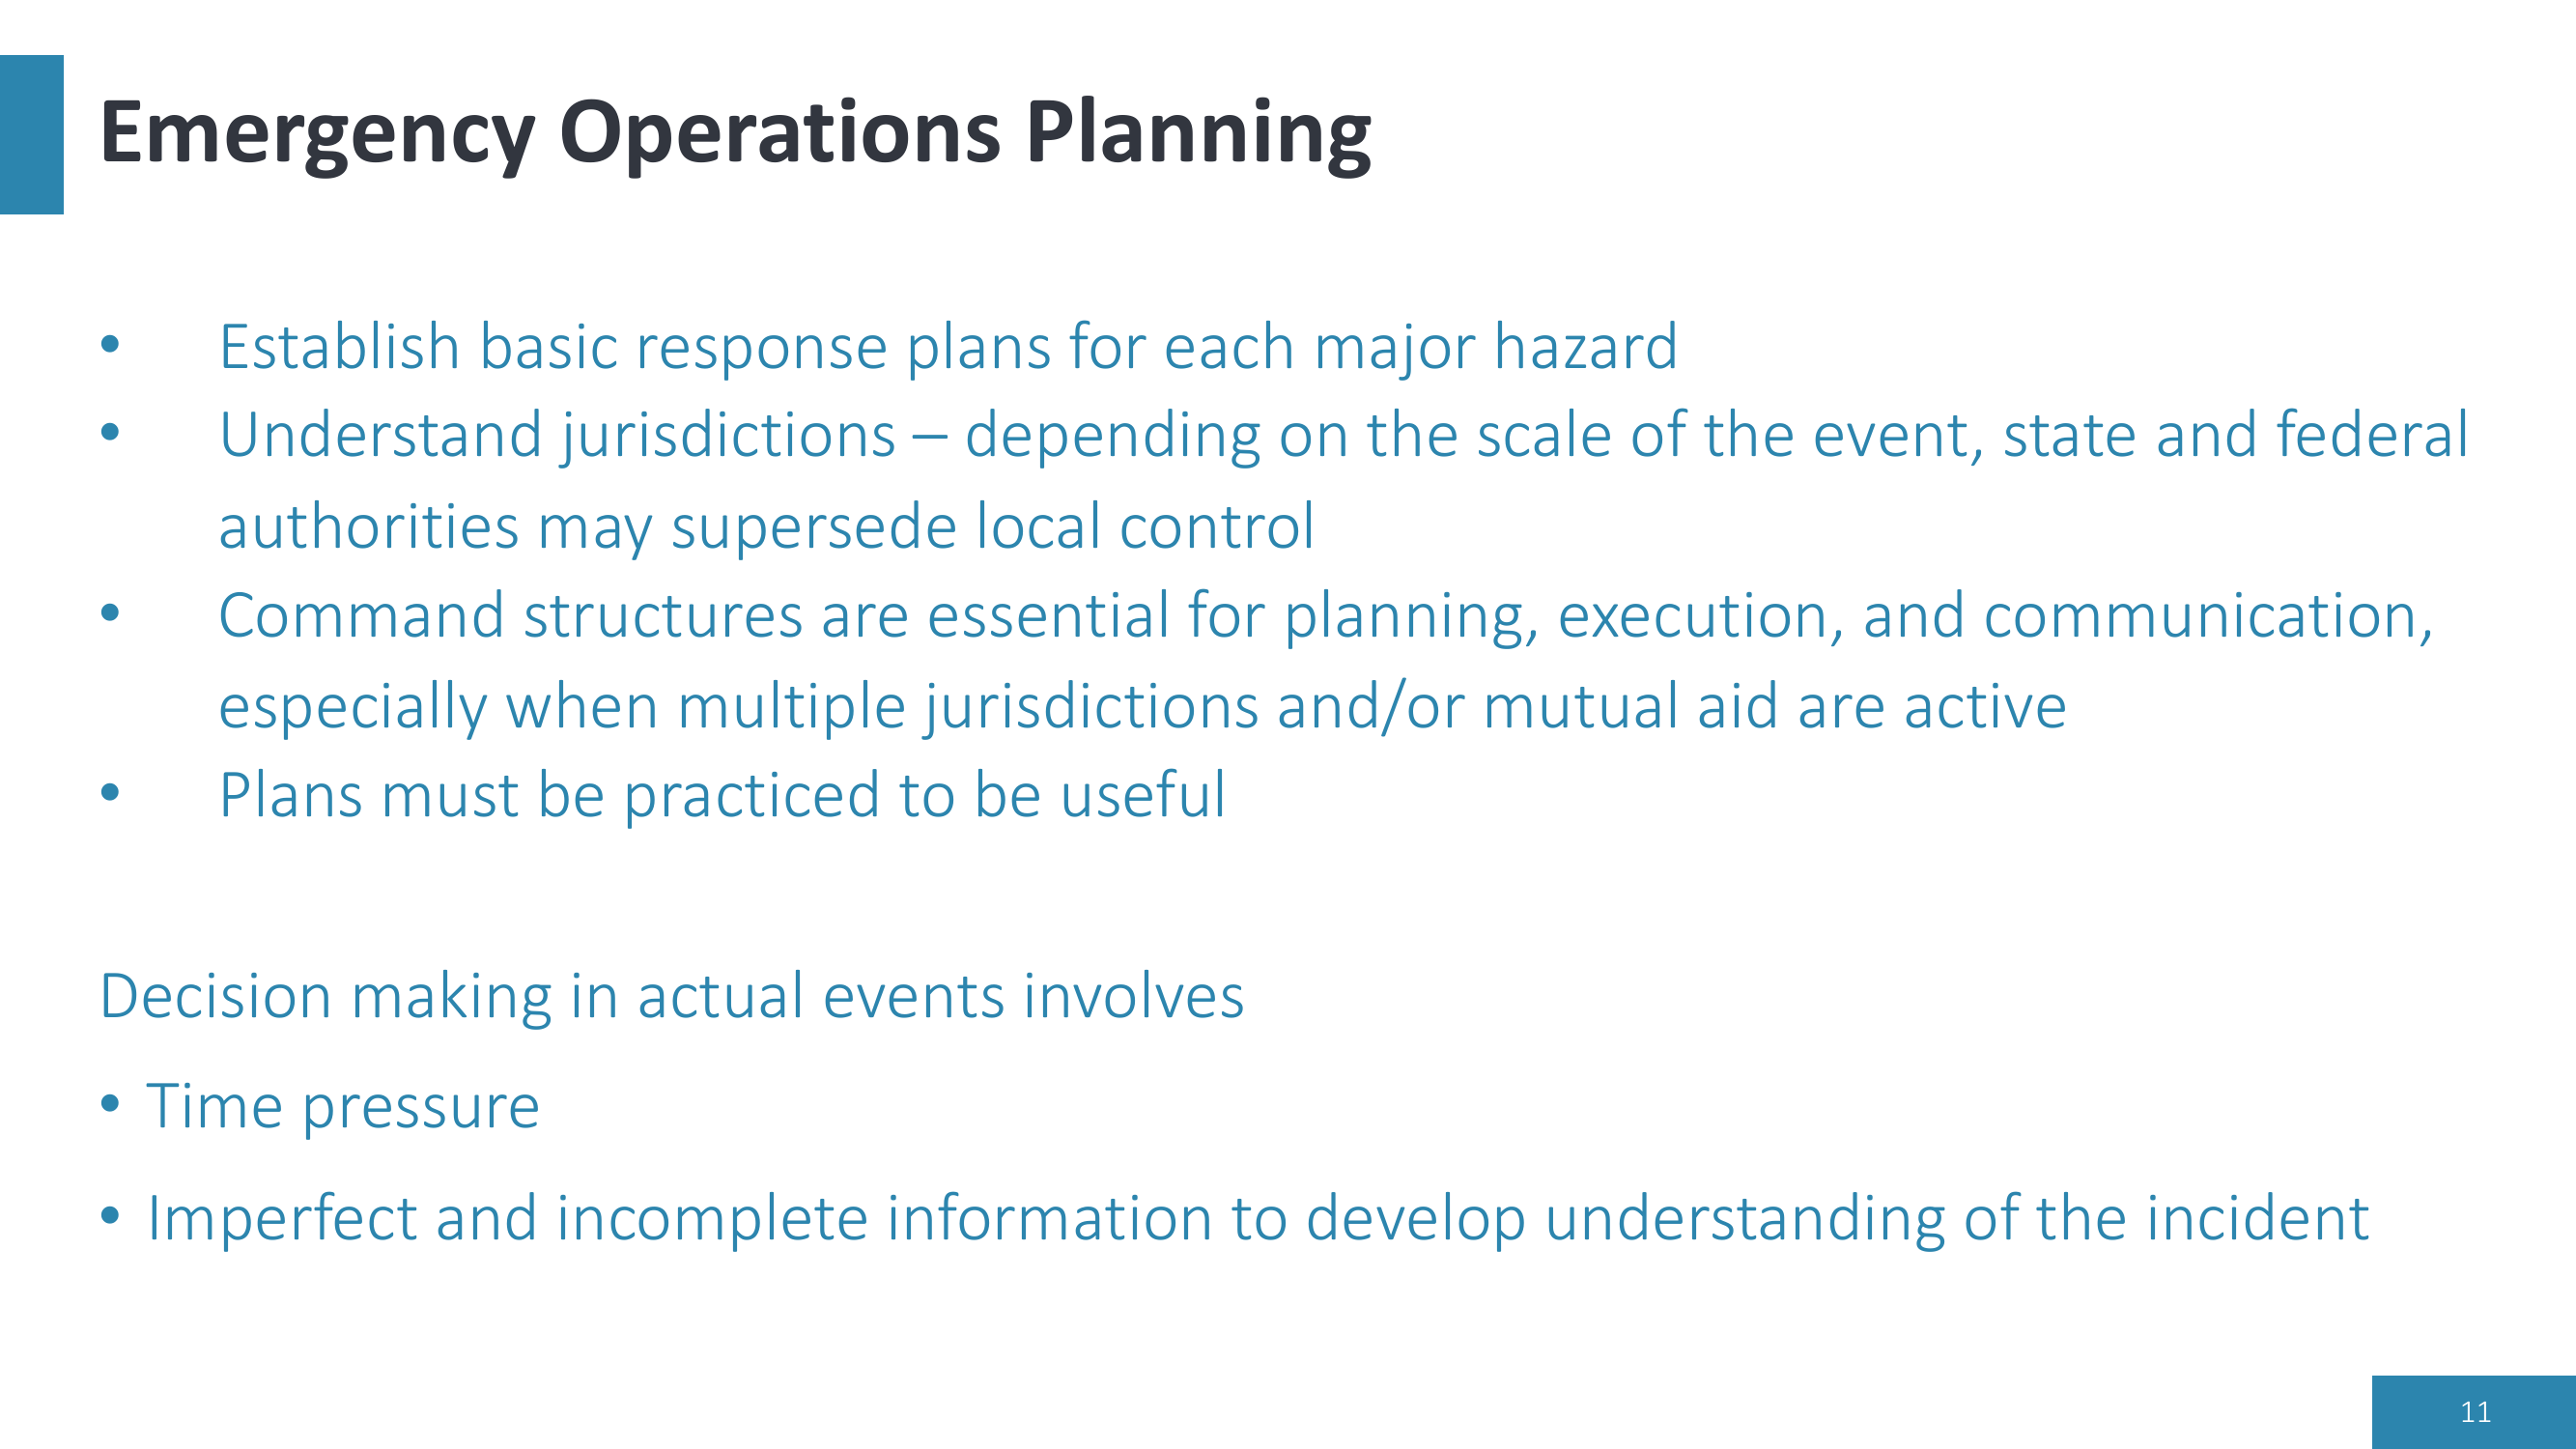 Emergency Operations Planning
• Establish basic response plans for each major hazard
• Understand jurisdictions – depending on the scale of the event, state and federal
authorities may supersede local control
• Command structures are essential for planning, execution, and communication,
especially when multiple jurisdictions and/or mutual aid are active
• Plans must be practiced to be useful
Decision making in actual events involves
• Time pressure
• Imperfect and incomplete information to develop understanding of the incident
11